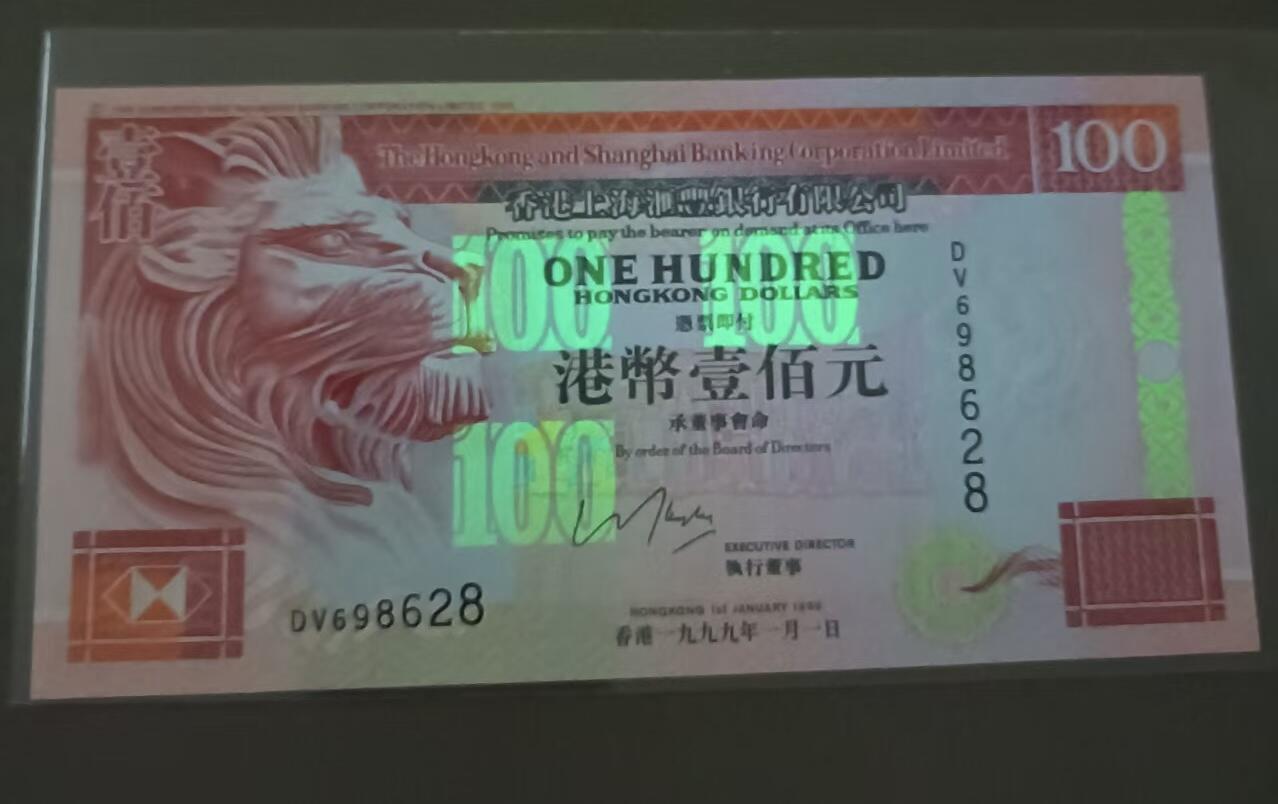 壹佰
The Hongkong and Shanghai Banking Corporation Limited
100
香港上海滙豐銀行有限公司
Promises to pay the bearer on demand at its Office here
ONE HUNDRED
HONGKONG DOLLARS
憑票即付
港幣壹佰元
承董事會命
By order of the Board of Directors
100
100
100
DV698628
EXECUTIVE DIRECTOR
執行董事
DV698628
HONGKONG 1st JANUARY 1999
香港一九九九年一月一日